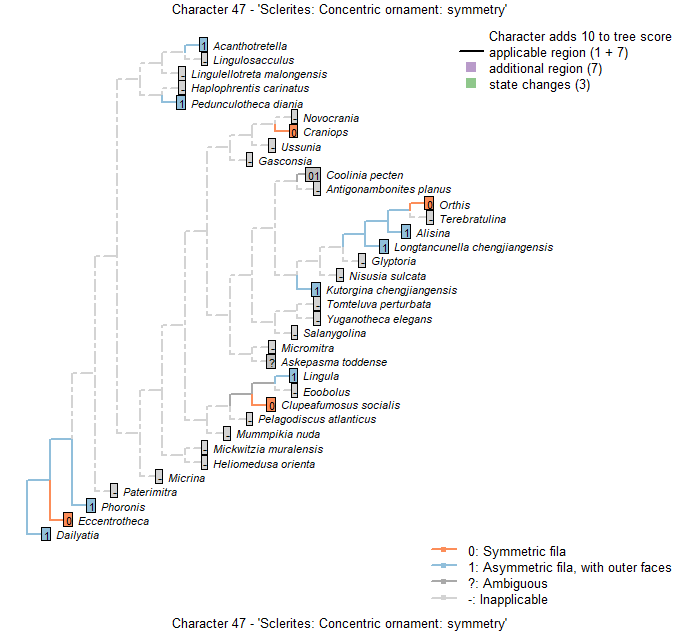 Character 47 - 'Sclerites: Concentric ornament: symmetry'
Character adds 10 to tree score
applicable region (1 + 7)
additional region (7)
state changes (3)
1 Acanthotretella
- Lingulosacculus
- Lingulellotreta malongensis
- Haplophrentis carinatus
1 Pedunculotheca diania
- Novocrania
0 Craniops
- Ussunia
- Gasconsia
01 Coolinia pecten
- Antigonambonites planus
0 Orthis
- Terebratulina
1 Alisina
1 Longtancunella chengjiangensis
- Glyptoria
- Nisusia sulcata
1 Kutorgina chengjiangensis
- Tomteluva perturbata
- Yuganotheca elegans
- Salanygolina
- Micromitra
? Askepasma toddense
1 Lingula
- Eoobolus
0 Clupeafumosus socialis
- Pelagodiscus atlanticus
- Mummpikia nuda
- Mickwitzia muralensis
- Heliomedusa orienta
- Micrina
- Paterimitra
1 Phoronis
0 Eccentrotheca
1 Dailyatia
0: Symmetric fila
1: Asymmetric fila, with outer faces
?: Ambiguous
-: Inapplicable
Character 47 - 'Sclerites: Concentric ornament: symmetry'